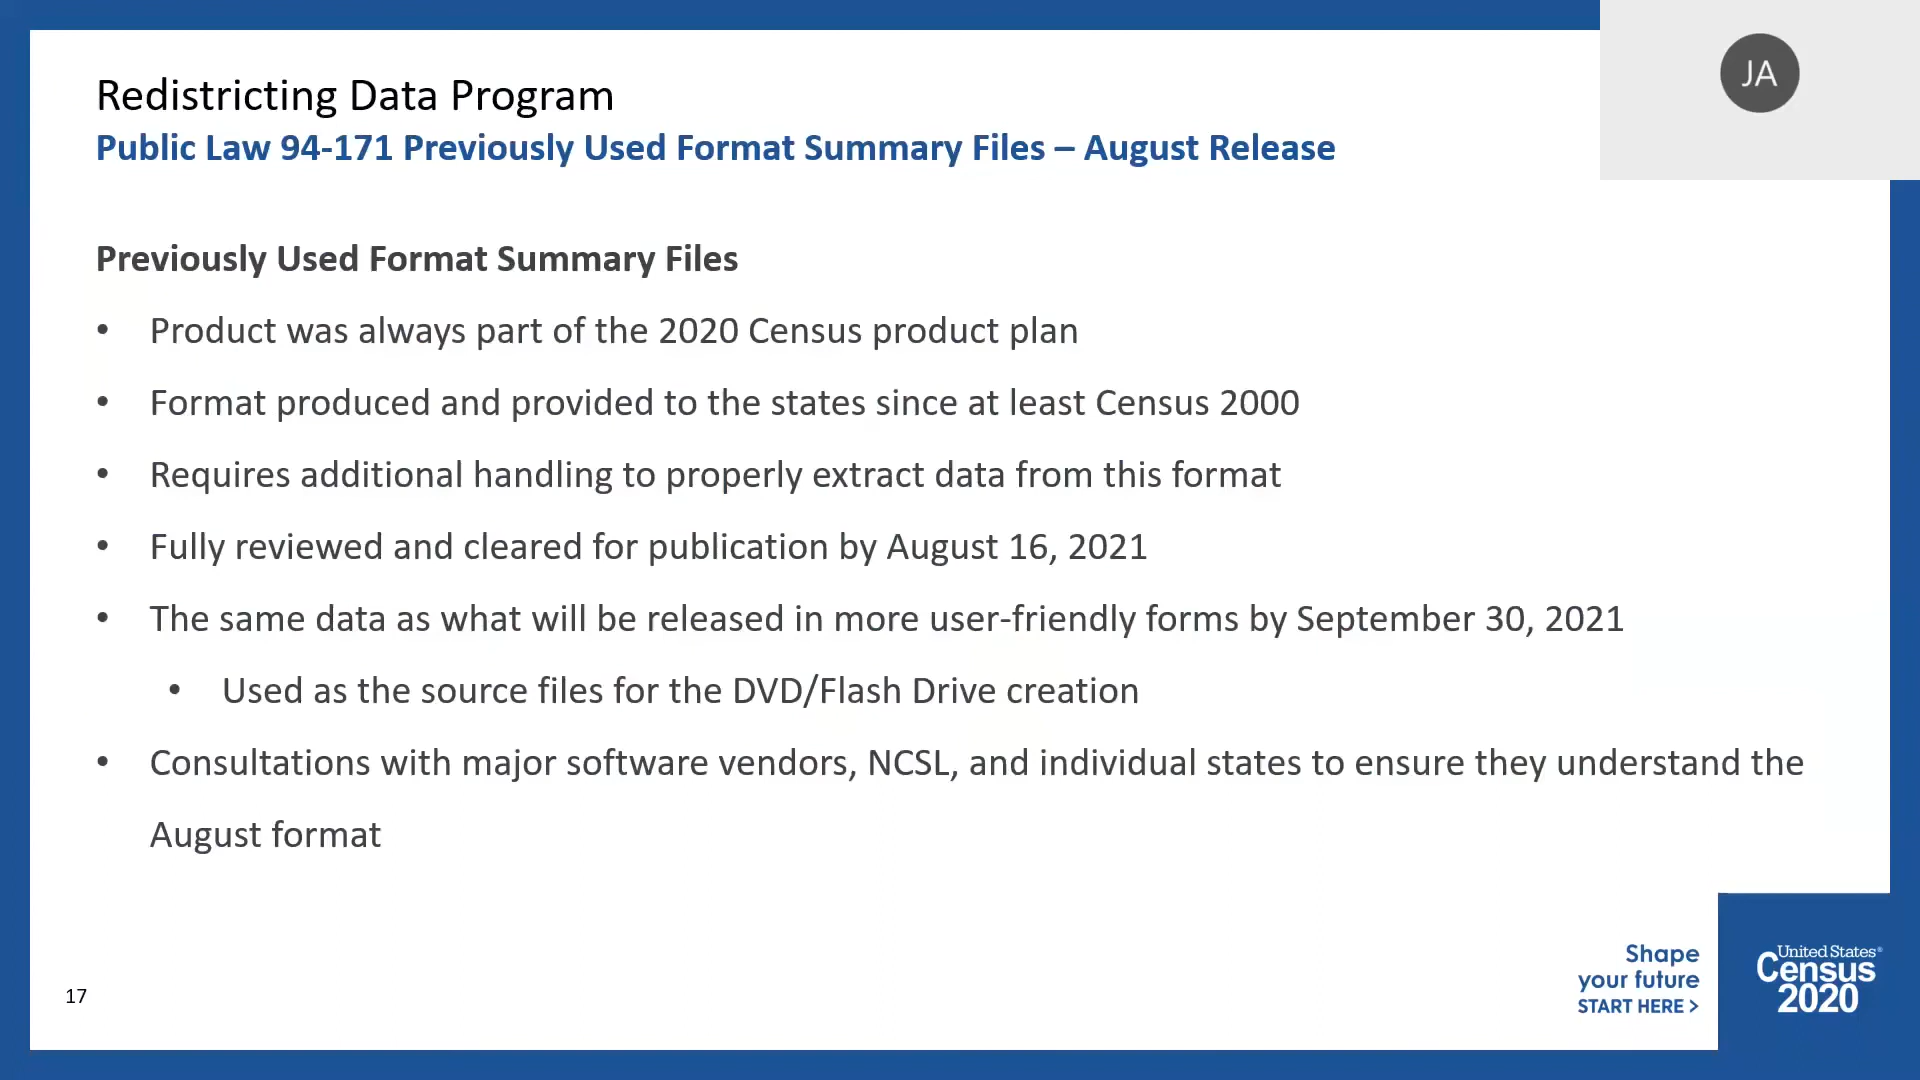 JA
Redistricting Data Program
Public Law 94-171 Previously Used Format Summary Files – August Release
Previously Used Format Summary Files
• Product was always part of the 2020 Census product plan
• Format produced and provided to the states since at least Census 2000
• Requires additional handling to properly extract data from this format
• Fully reviewed and cleared for publication by August 16, 2021
• The same data as what will be released in more user-friendly forms by September 30, 2021
• Used as the source files for the DVD/Flash Drive creation
• Consultations with major software vendors, NCSL, and individual states to ensure they understand the
August format
Shape
your future
START HERE >
United States®
Census
2020
17